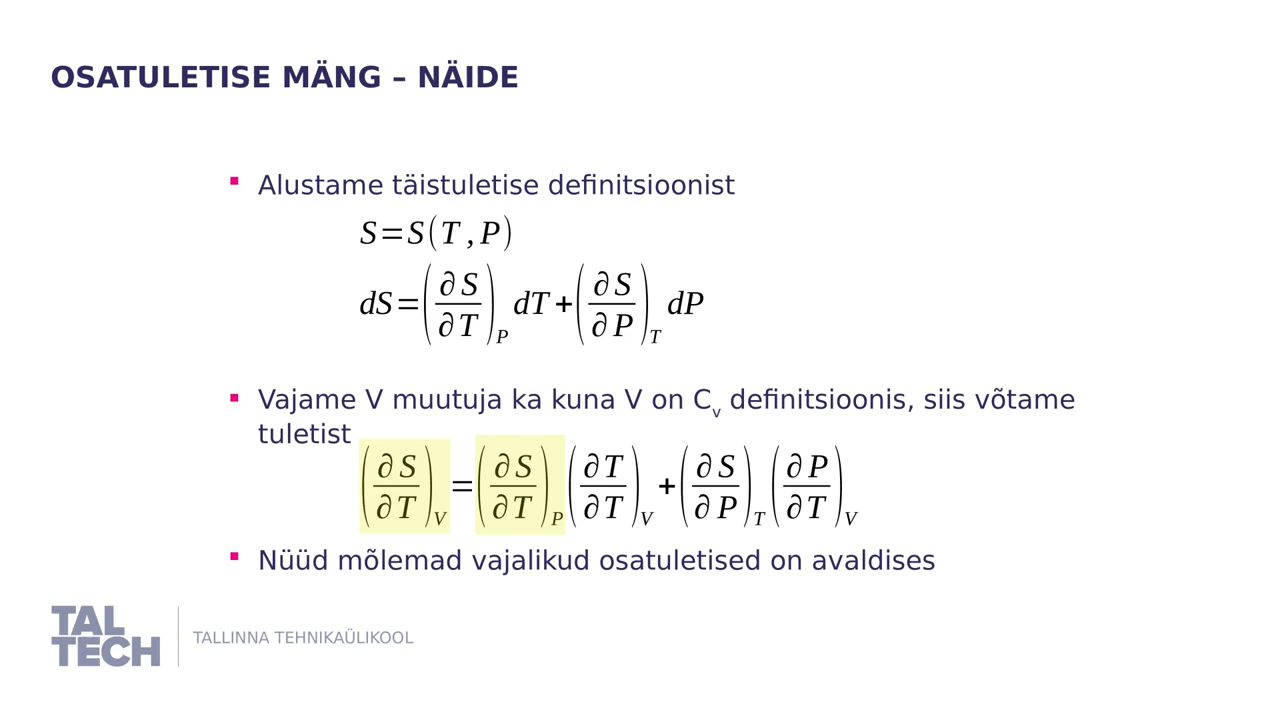 OSATULETISE MÄNG – NÄIDE
Alustame täistuletise definitsioonist
S=S(T,P)
dS=(∂S/∂T)_P dT+(∂S/∂P)_T dP
Vajame V muutuja ka kuna V on C_v definitsioonis, siis võtame
tuletist
(∂S/∂T)_V=(∂S/∂T)_P(∂T/∂T)_V+(∂S/∂P)_T(∂P/∂T)_V
Nüüd mõlemad vajalikud osatuletised on avaldises
TAL
TECH
TALLINNA TEHNIKAÜLIKOOL